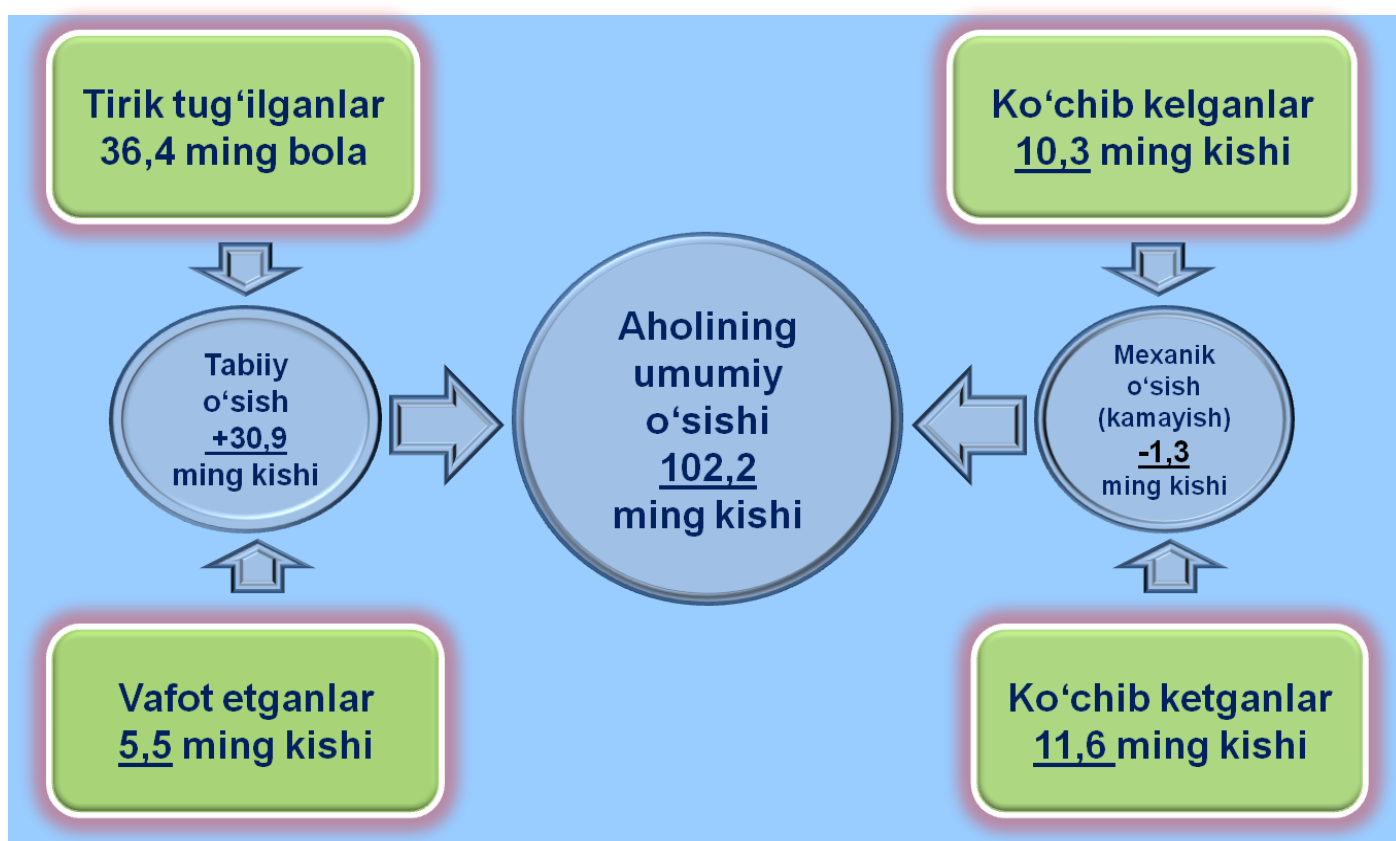 Tirik tug‘ilganlar
36,4 ming bola
Ko‘chib kelganlar
10,3 ming kishi
Tabiiy
o‘sish
+30,9
ming kishi
Aholining
umumiy
o‘sishi
102,2
ming kishi
Mexanik
o‘sish
(kamayish)
-1,3
ming kishi
Vafot etganlar
5,5 ming kishi
Ko‘chib ketganlar
11,6 ming kishi